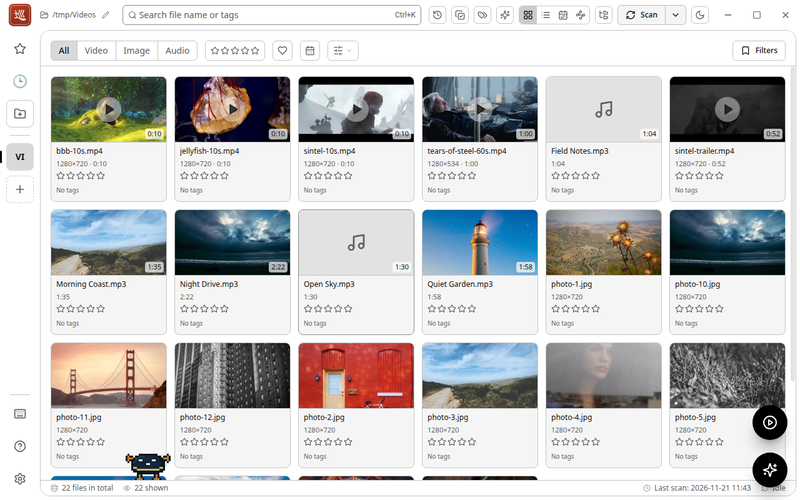 /tmp/Videos
Search file name or tags
Ctrl+K
Scan
All
Video
Image
Audio
Filters
VI
0:10
0:10
0:10
1:00
1:04
0:52
bbb-10s.mp4
jellyfish-10s.mp4
sintel-10s.mp4
tears-of-steel-60s.mp4
Field Notes.mp3
sintel-trailer.mp4
1280×720 · 0:10
1280×720 · 0:10
1280×720 · 0:10
1280×534 · 1:00
1:04
1280×720 · 0:52
No tags
No tags
No tags
No tags
No tags
No tags
1:35
2:22
1:30
1:58
Morning Coast.mp3
Night Drive.mp3
Open Sky.mp3
Quiet Garden.mp3
photo-1.jpg
photo-10.jpg
1:35
2:22
1:30
1:58
1280×720
1280×720
No tags
No tags
No tags
No tags
No tags
No tags
photo-11.jpg
photo-12.jpg
photo-2.jpg
photo-3.jpg
photo-4.jpg
photo-5.jpg
1280×720
1280×720
1280×720
1280×720
1280×720
1280×720
No tags
No tags
No tags
No tags
No tags
No tags
22 files in total
22 shown
Last scan: 2026-11-21 11:43
Idle